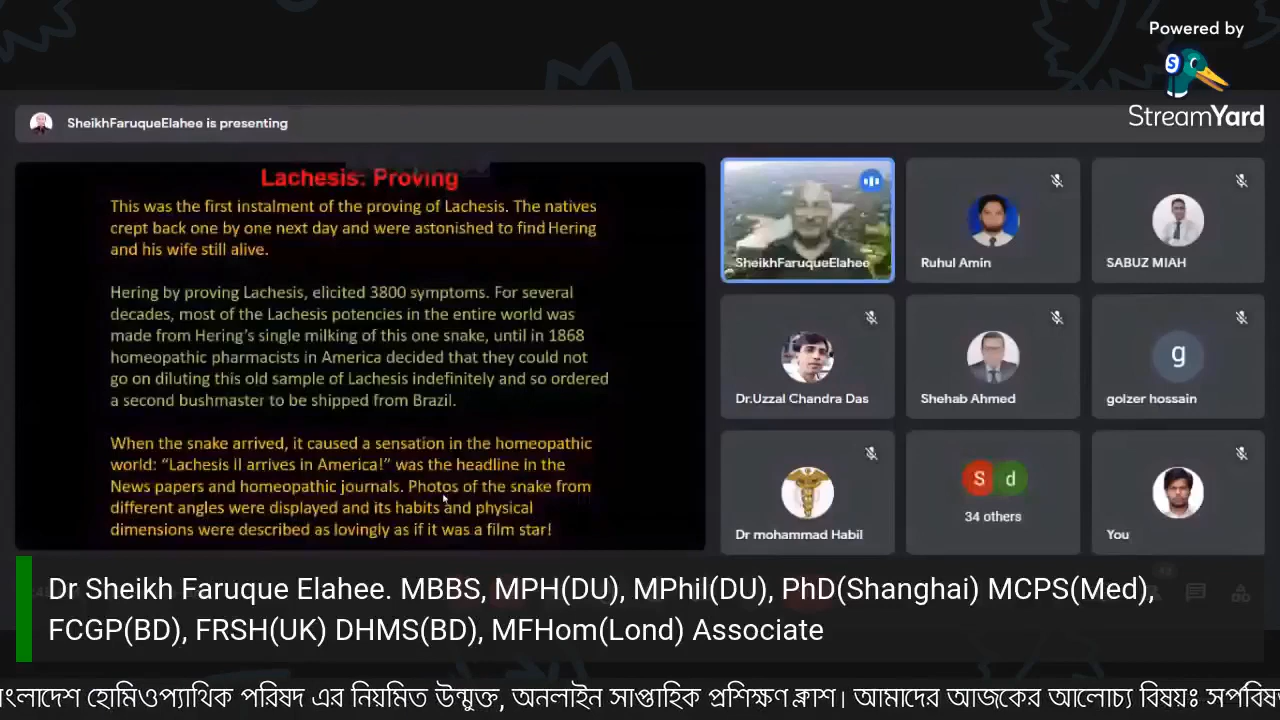 Powered by
StreamYard
SheikhFaruqueElahee is presenting
Lachesis: Proving
This was the first instalment of the proving of Lachesis. The natives
crept back one by one next day and were astonished to find Hering
and his wife still alive.
Hering by proving Lachesis, elicited 3800 symptoms. For several
decades, most of the Lachesis potencies in the entire world was
made from Hering's single milking of this one snake, until in 1868
homeopathic pharmacists in America decided that they could not
go on diluting this old sample of Lachesis indefinitely and so ordered
a second bushmaster to be shipped from Brazil.
When the snake arrived, it caused a sensation in the homeopathic
world: “Lachesis II arrives in America!” was the headline in the
News papers and homeopathic journals. Photos of the snake from
different angles were displayed and its habits and physical
dimensions were described as lovingly as if it was a film star!
SheikhFaruqueElahee
Ruhul Amin
SABUZ MIAH
Dr.Uzzal Chandra Das
Shehab Ahmed
g
golzer hossain
Dr mohammad Habil
S d
34 others
You
Dr Sheikh Faruque Elahee. MBBS, MPH(DU), MPhil(DU), PhD(Shanghai) MCPS(Med),
FCGP(BD), FRSH(UK) DHMS(BD), MFHom(Lond) Associate
হোমিওপ্যাথিক পরিষদ এর নিয়মিত উন্মুক্ত, অনলাইন সাপ্তাহিক প্রশিক্ষণ ক্লাশ। আমাদের আজকের আলোচ্য বিষয়ঃ